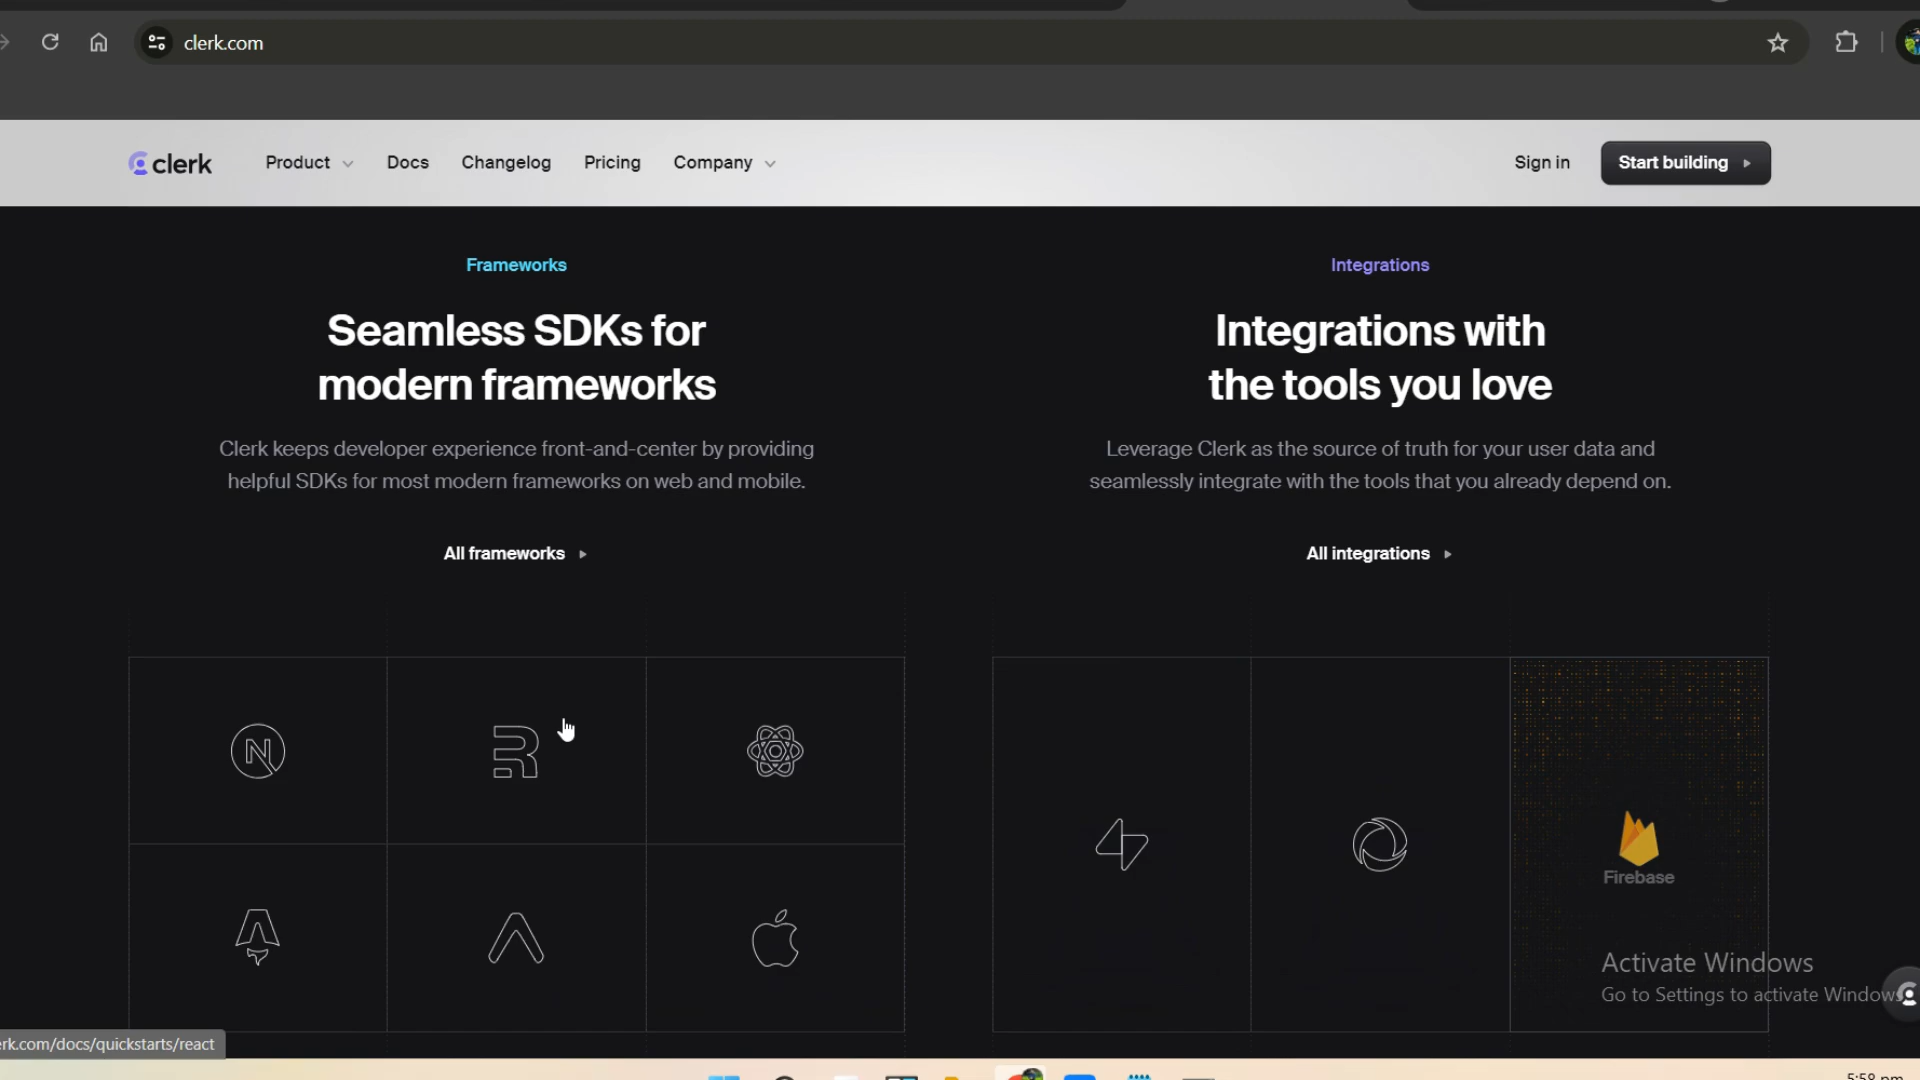 clerk.com
clerk
Product
Docs
Changelog
Pricing
Company
Sign in
Start building
Frameworks
Seamless SDKs for
modern frameworks
Clerk keeps developer experience front-and-center by providing
helpful SDKs for most modern frameworks on web and mobile.
All frameworks
Integrations
Integrations with
the tools you love
Leverage Clerk as the source of truth for your user data and
seamlessly integrate with the tools that you already depend on.
All integrations
Firebase
Activate Windows
Go to Settings to activate Windows
erk.com/docs/quickstarts/react
5:58 pm